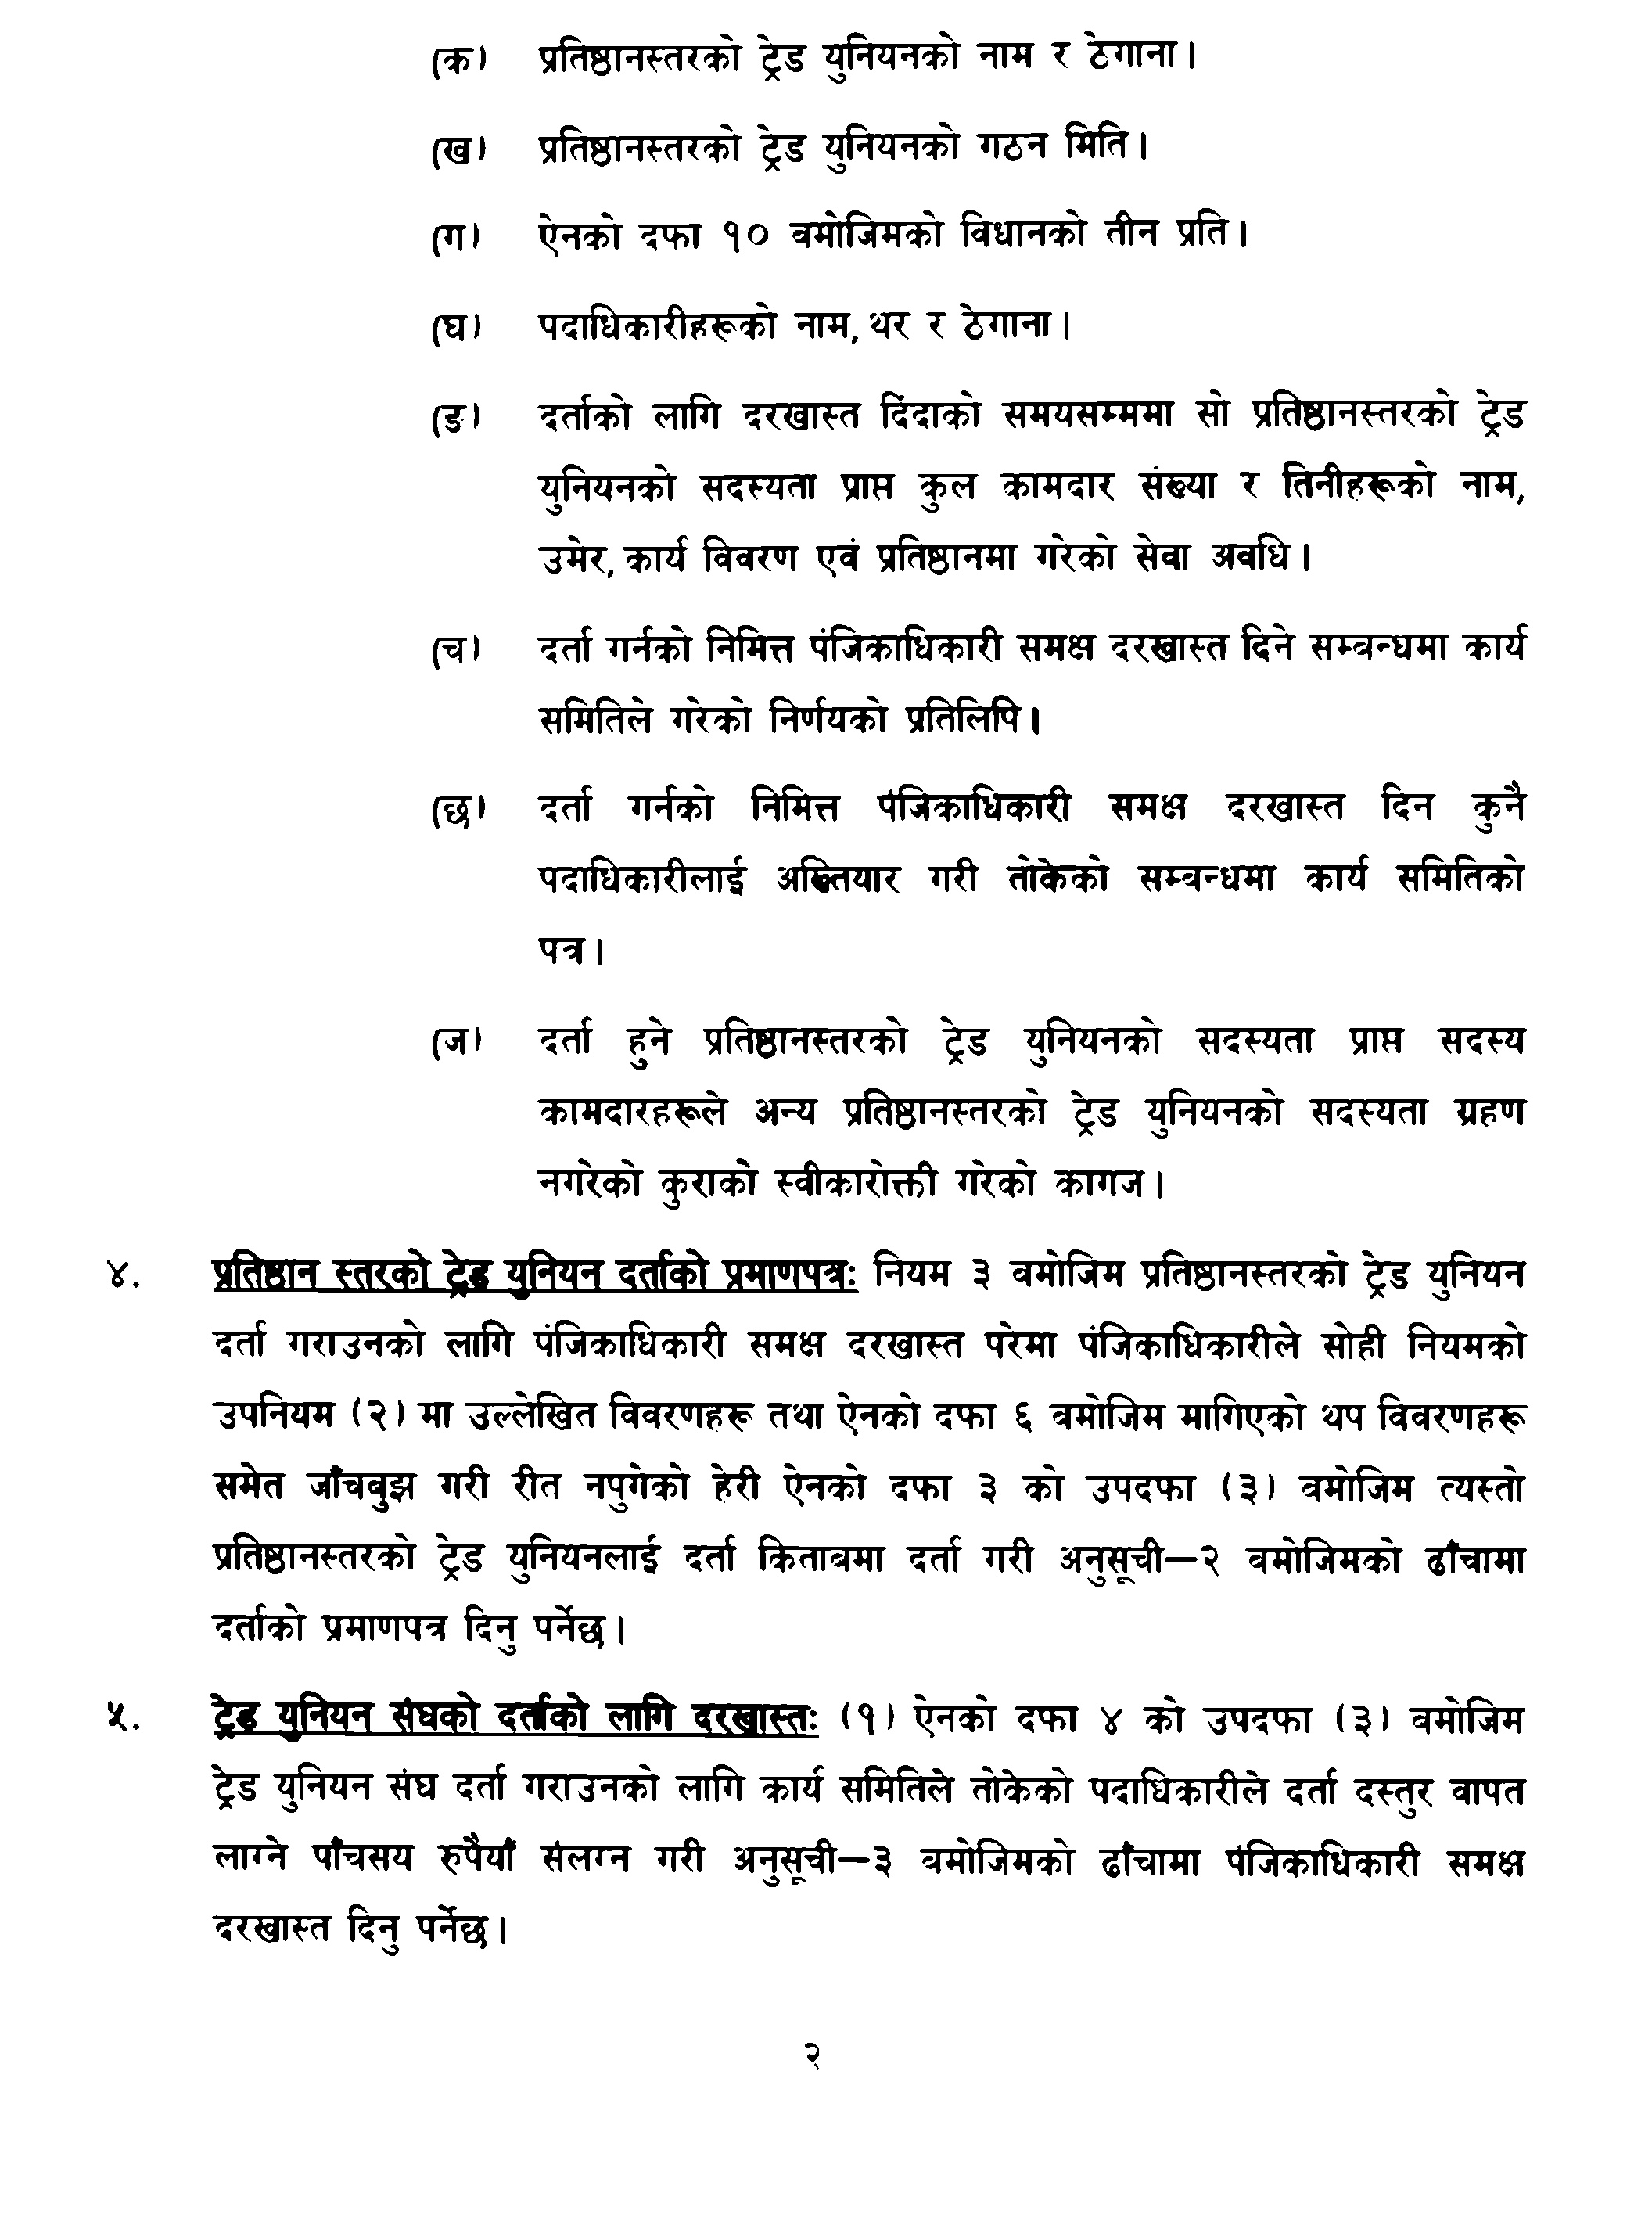 (क) प्रतिष्ठानस्तरको ट्रेड युनियनको नाम र ठेगाना।
(ख) प्रतिष्ठानस्तरको ट्रेड युनियनको गठन मिति।
(ग) ऐनको दफा १० बमोजिमको विधानको तीन प्रति।
(घ) पदाधिकारीहरूको नाम, थर र ठेगाना।
(ङ) दर्ताको लागि दरखास्त दिंदाको समयसम्ममा सो प्रतिष्ठानस्तरको ट्रेड
युनियनको सदस्यता प्राप्त कुल कामदार संख्या र तिनीहरूको नाम,
उमेर, कार्य विवरण एवं प्रतिष्ठानमा गरेको सेवा अवधि।
(च) दर्ता गर्नको निमित्त पंजिकाधिकारी समक्ष दरखास्त दिने सम्बन्धमा कार्य
समितिले गरेको निर्णयको प्रतिलिपि।
(छ) दर्ता गर्नको निमित्त पंजिकाधिकारी समक्ष दरखास्त दिन कुनै
पदाधिकारीलाई अख्तियार गरी तोकेको सम्बन्धमा कार्य समितिको
पत्र।
(ज) दर्ता हुने प्रतिष्ठानस्तरको ट्रेड युनियनको सदस्यता प्राप्त सदस्य
कामदारहरूले अन्य प्रतिष्ठानस्तरको ट्रेड युनियनको सदस्यता ग्रहण
नगरेको कुराको स्वीकारोक्ती गरेको कागज।
४. प्रतिष्ठान स्तरको ट्रेड युनियन दर्ताको प्रमाणपत्रः नियम ३ बमोजिम प्रतिष्ठानस्तरको ट्रेड युनियन
दर्ता गराउनको लागि पंजिकाधिकारी समक्ष दरखास्त परेमा पंजिकाधिकारीले सोही नियमको
उपनियम (२) मा उल्लेखित विवरणहरू तथा ऐनको दफा ६ बमोजिम मागिएको थप विवरणहरू
समेत जाँचबुझ गरी रीत नपुगेको हेरी ऐनको दफा ३ को उपदफा (३) बमोजिम त्यस्तो
प्रतिष्ठानस्तरको ट्रेड युनियनलाई दर्ता किताबमा दर्ता गरी अनुसूची–२ बमोजिमको ढाँचामा
दर्ताको प्रमाणपत्र दिनु पर्नेछ।
५. ट्रेड युनियन संघको दर्ताको लागि दरखास्तः (१) ऐनको दफा ४ को उपदफा (३) बमोजिम
ट्रेड युनियन संघ दर्ता गराउनको लागि कार्य समितिले तोकेको पदाधिकारीले दर्ता दस्तुर वापत
लाग्ने पाँचसय रुपैयाँ संलग्न गरी अनुसूची–३ बमोजिमको ढाँचामा पंजिकाधिकारी समक्ष
दरखास्त दिनु पर्नेछ।
२